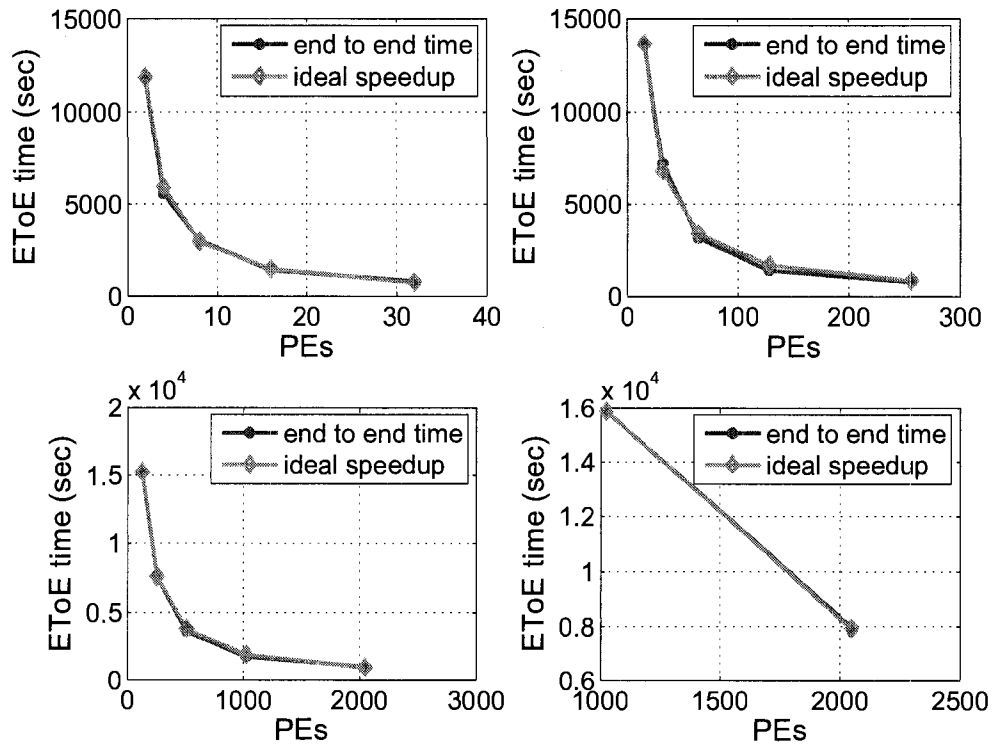 15000
10000
5000
0
0
10
20
30
40
EToE time (sec)
PEs
end to end time
ideal speedup
15000
10000
5000
0
0
100
200
300
EToE time (sec)
PEs
end to end time
ideal speedup
x 10^4
2
1.5
1
0.5
0
0
1000
2000
3000
EToE time (sec)
PEs
end to end time
ideal speedup
x 10^4
1.6
1.4
1.2
1
0.8
0.6
1000
1500
2000
2500
EToE time (sec)
PEs
end to end time
ideal speedup